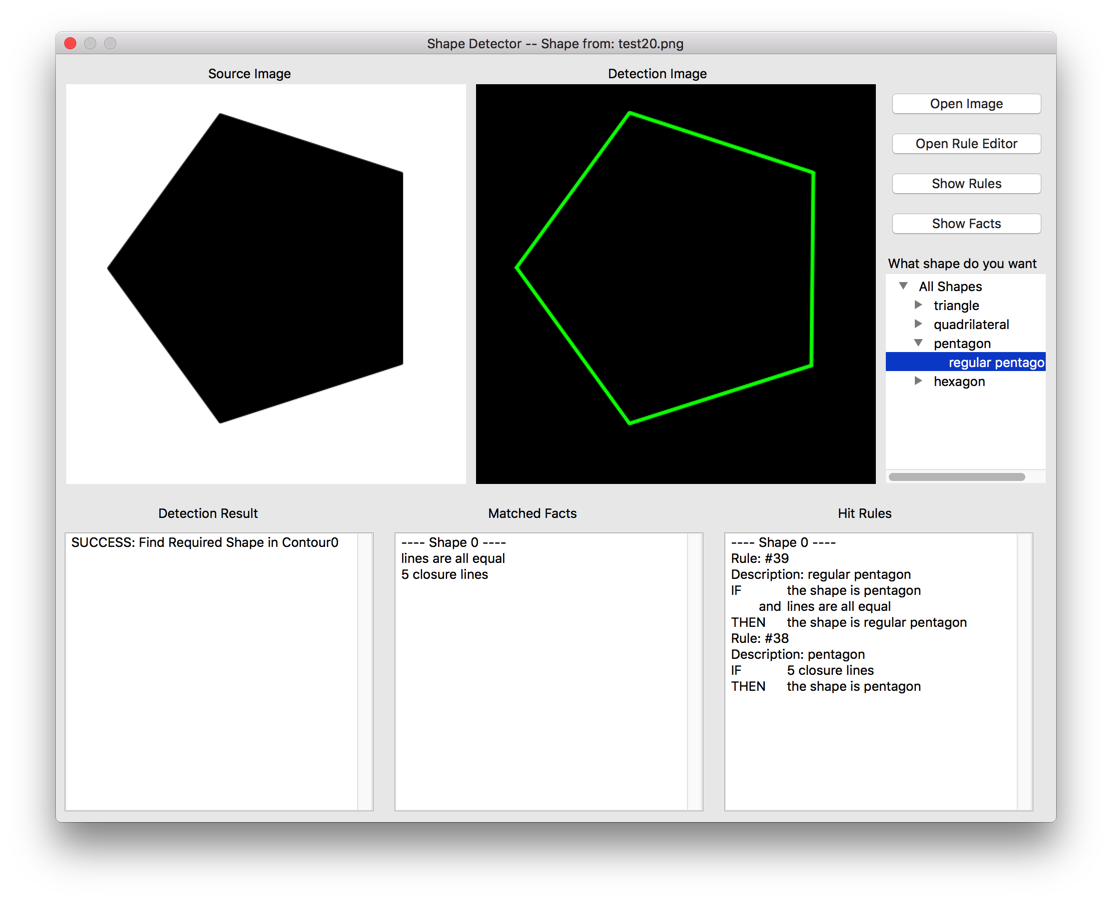 Shape Detector -- Shape from: test20.png
Source Image
Detection Image
Open Image
Open Rule Editor
Show Rules
Show Facts
What shape do you want
All Shapes
triangle
quadrilateral
pentagon
regular pentago
hexagon
Detection Result
SUCCESS: Find Required Shape in Contour0
Matched Facts
---- Shape 0 ----
lines are all equal
5 closure lines
Hit Rules
---- Shape 0 ----
Rule: #39
Description: regular pentagon
IF the shape is pentagon
and lines are all equal
THEN the shape is regular pentagon
Rule: #38
Description: pentagon
IF 5 closure lines
THEN the shape is pentagon